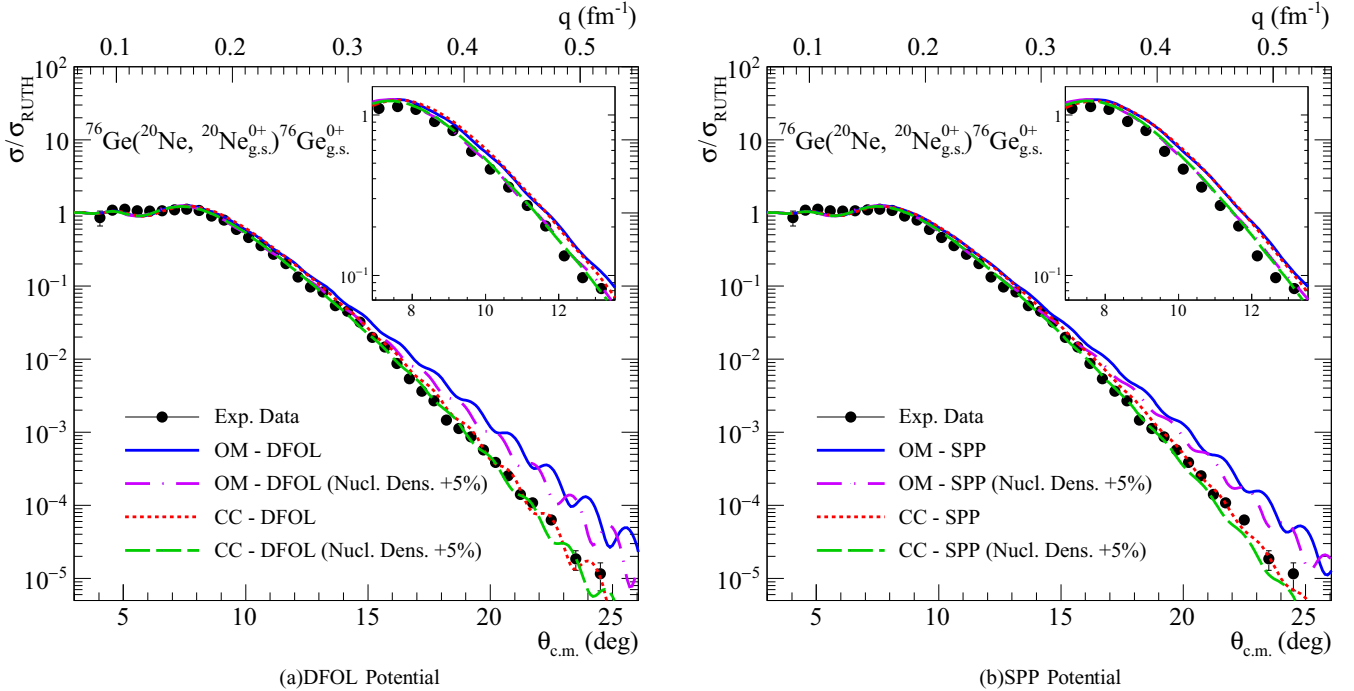 q (fm⁻¹)
0.1 0.2 0.3 0.4 0.5
σ/σ_RUTH
10²
10
1
10⁻¹
10⁻²
10⁻³
10⁻⁴
10⁻⁵
⁷⁶Ge(²⁰Ne, ²⁰Ne⁰⁺g.s.)⁷⁶Ge⁰⁺g.s.
1
10⁻¹
8 10 12
Exp. Data
OM - DFOL
OM - DFOL (Nucl. Dens. +5%)
CC - DFOL
CC - DFOL (Nucl. Dens. +5%)
5 10 15 20 25
θc.m. (deg)
(a)DFOL Potential
q (fm⁻¹)
0.1 0.2 0.3 0.4 0.5
σ/σ_RUTH
10²
10
1
10⁻¹
10⁻²
10⁻³
10⁻⁴
10⁻⁵
⁷⁶Ge(²⁰Ne, ²⁰Ne⁰⁺g.s.)⁷⁶Ge⁰⁺g.s.
1
10⁻¹
8 10 12
Exp. Data
OM - SPP
OM - SPP (Nucl. Dens. +5%)
CC - SPP
CC - SPP (Nucl. Dens. +5%)
5 10 15 20 25
θc.m. (deg)
(b)SPP Potential